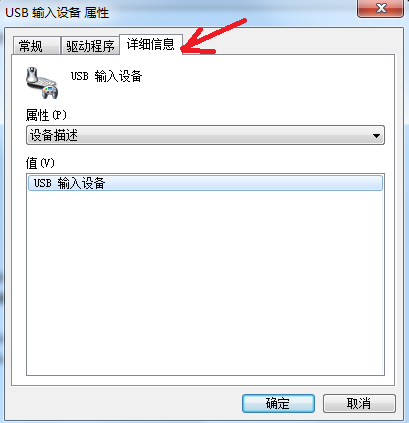 USB 输入设备 属性
常规 驱动程序 详细信息
USB 输入设备
属性(P)
设备描述
值(V)
USB 输入设备
确定 取消